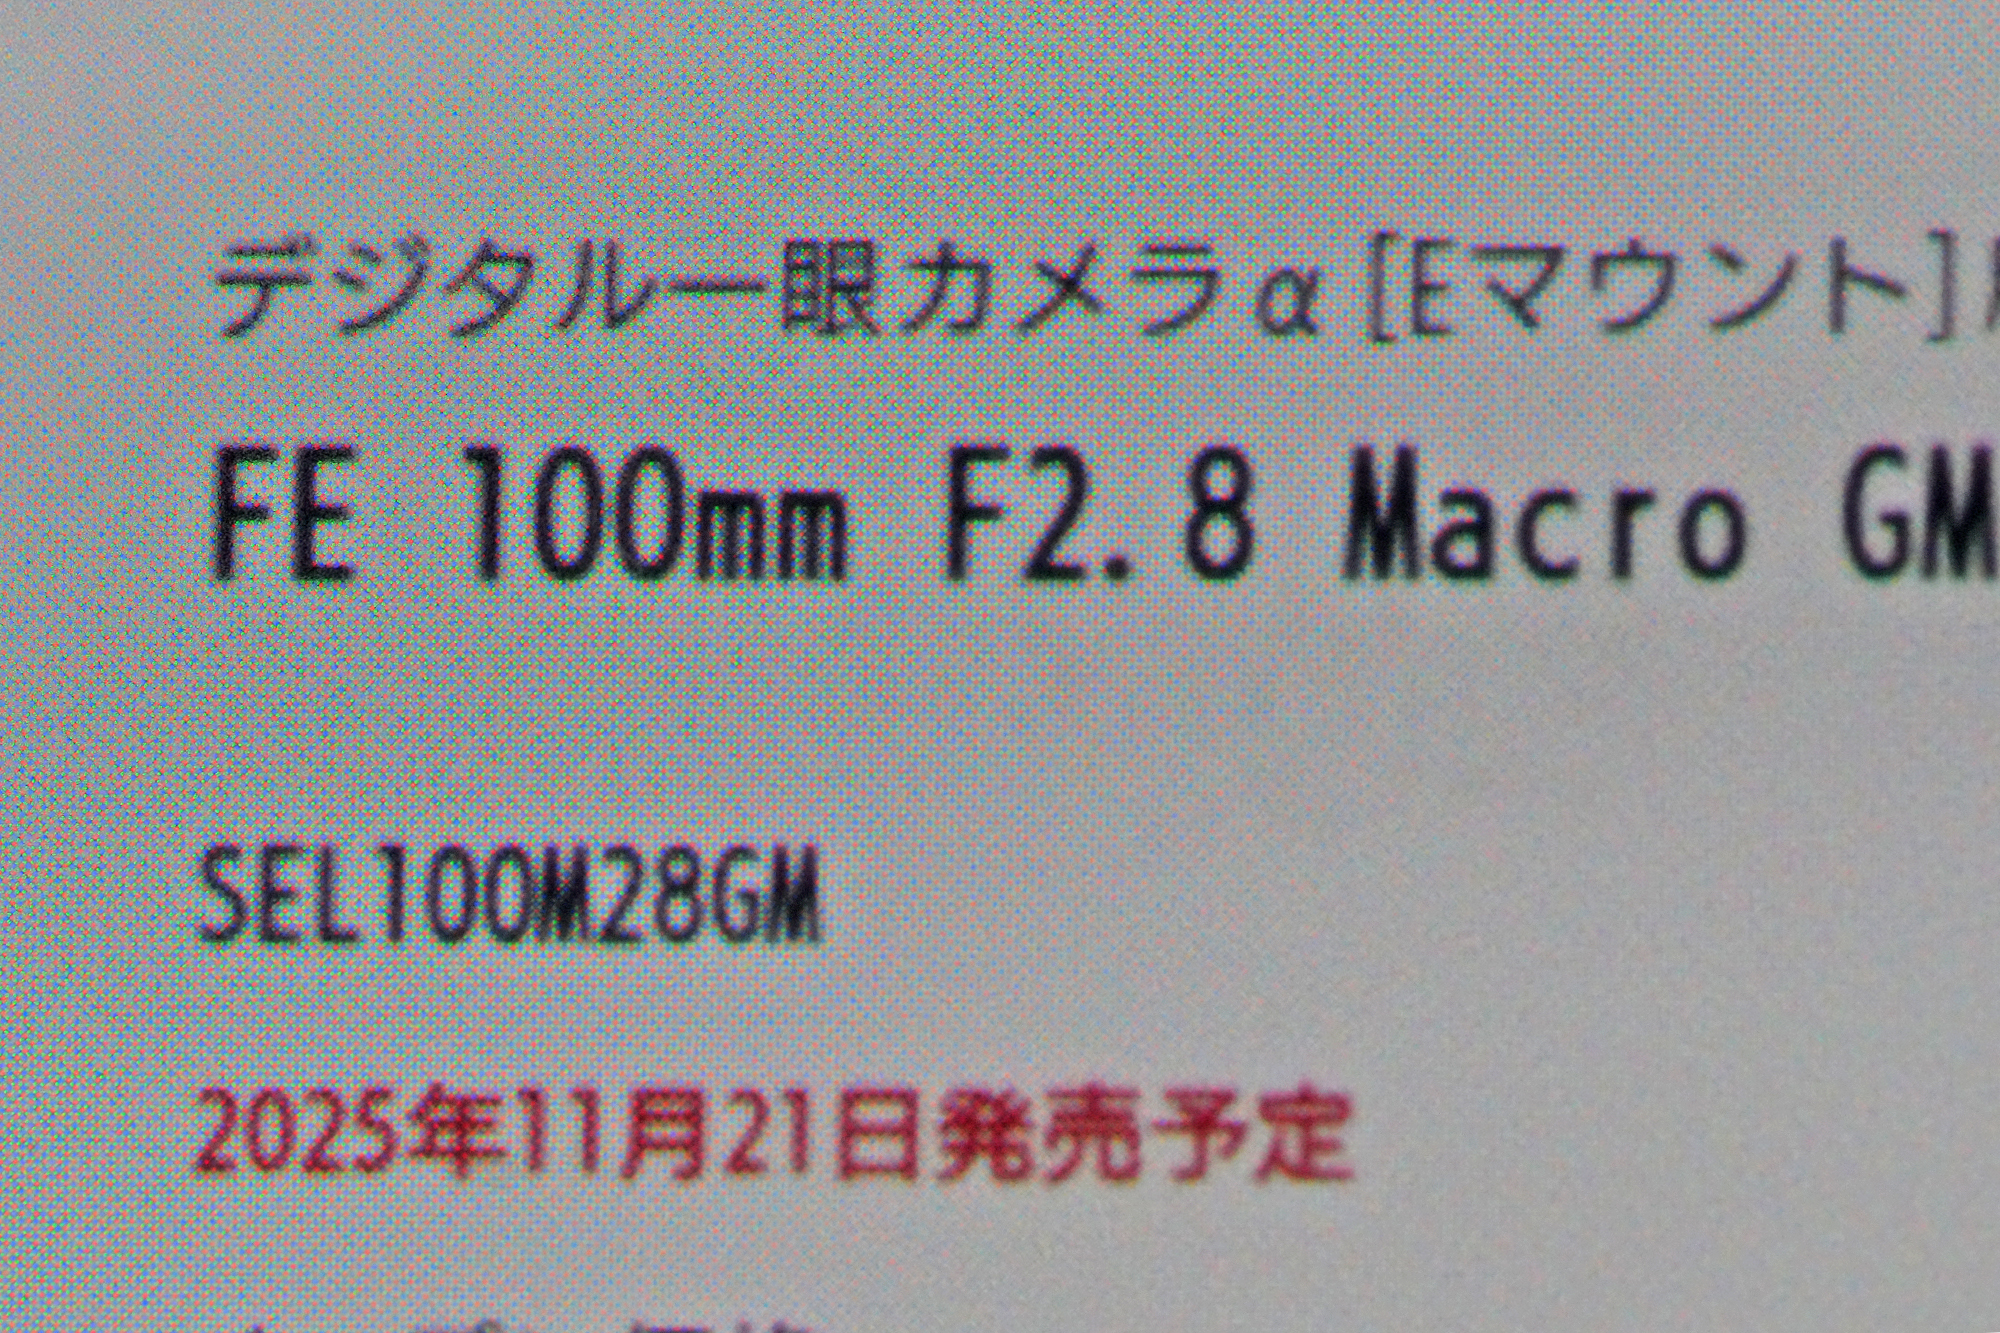 デジタル一眼カメラα [Eマウント]
FE 100mm F2.8 Macro GM
SEL100M28GM
2025年11月21日発売予定